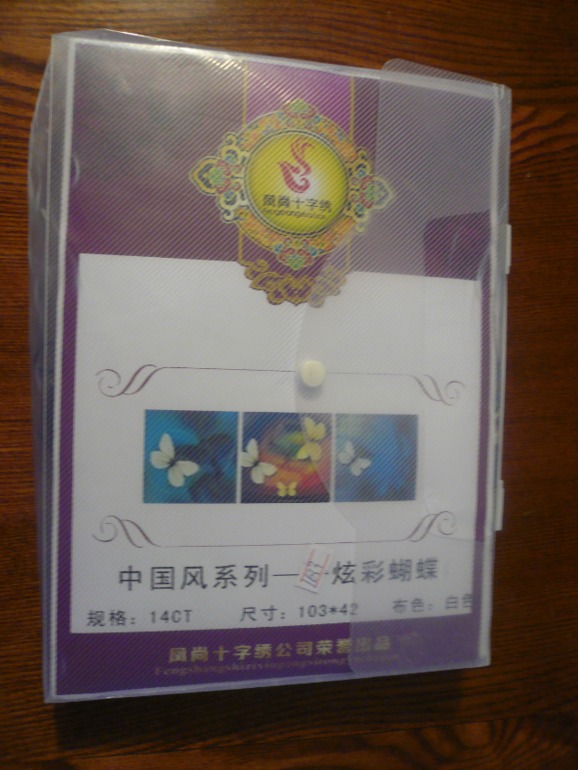 凤尚十字绣
中国风系列——炫彩蝴蝶
规格：14CT 尺寸：103*42 布色：白色
凤尚十字绣公司荣誉出品